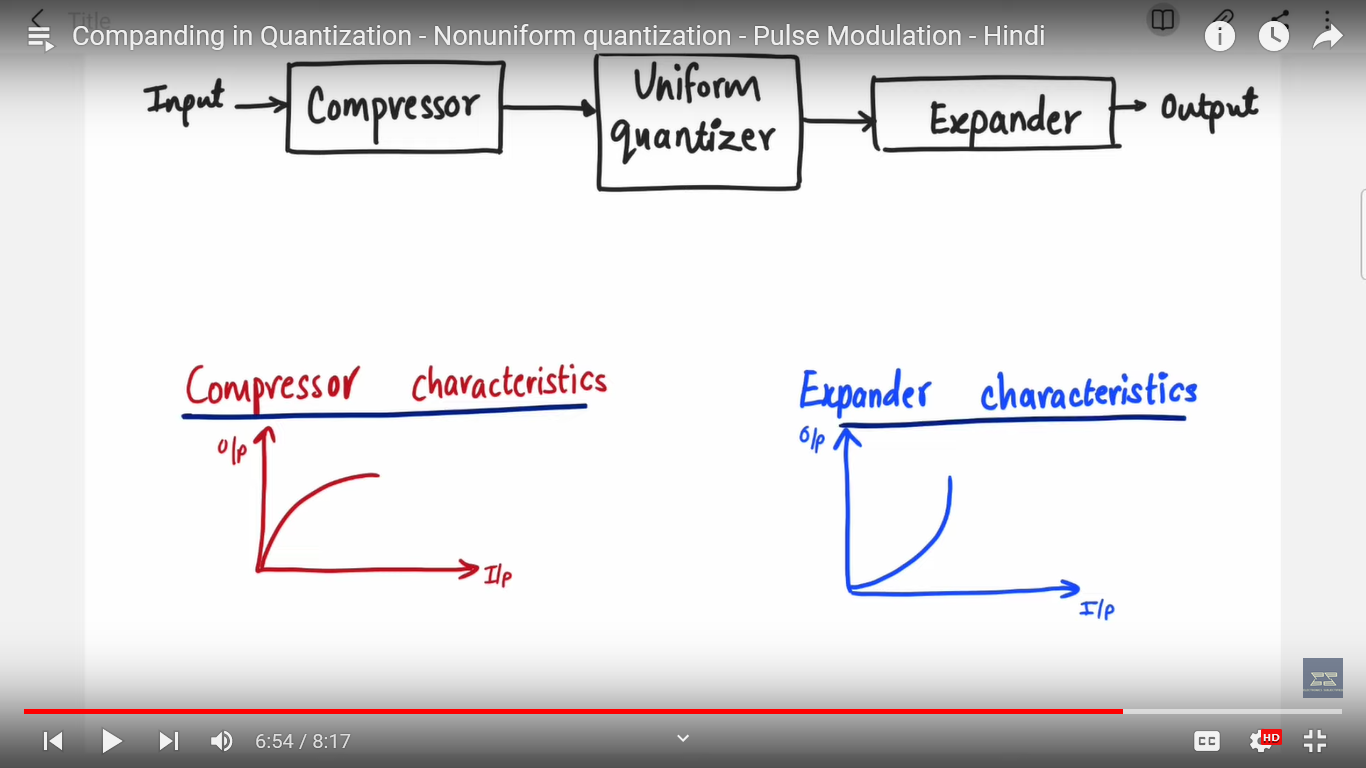 Title
Companding in Quantization - Nonuniform quantization - Pulse Modulation - Hindi
Input Compressor Uniform quantizer Expander Output
Compressor characteristics
Expander characteristics
O/p
I/p
O/p
I/p
6:54 / 8:17
CC
HD